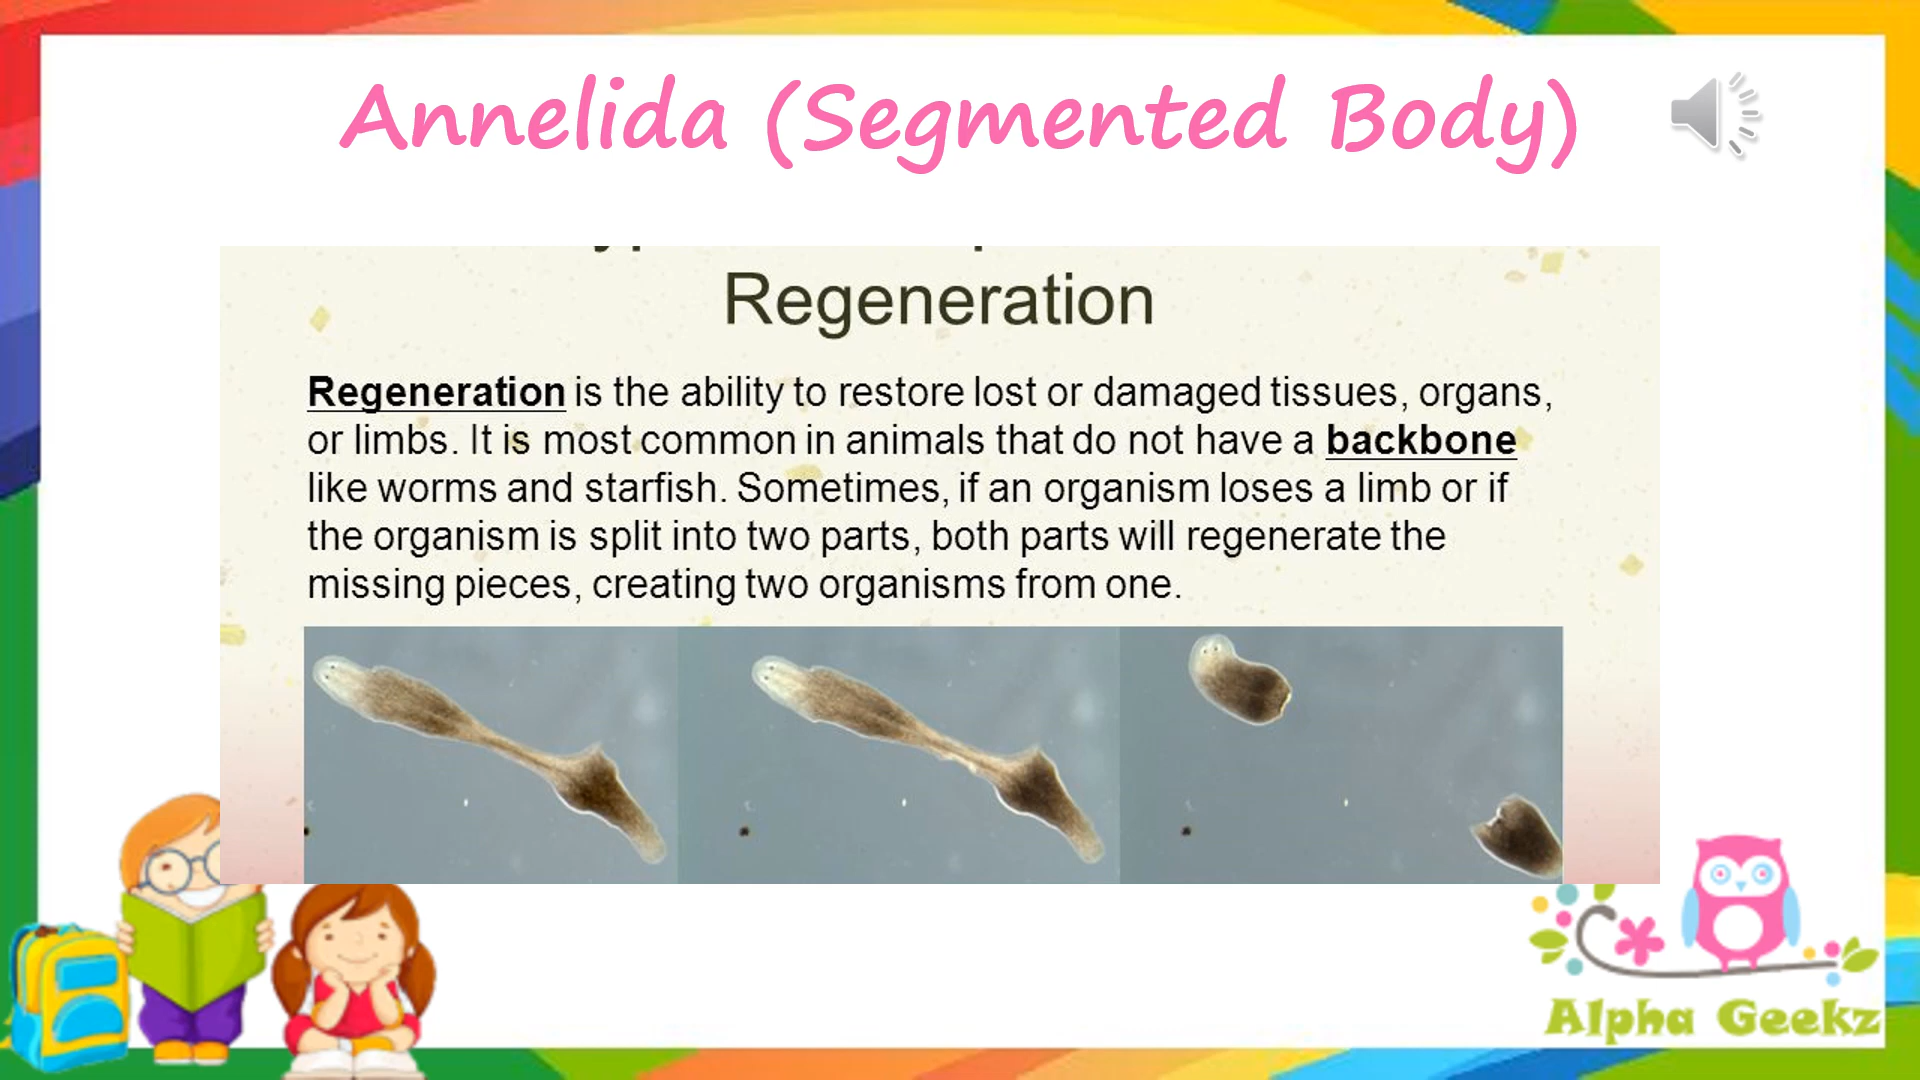 Annelida (Segmented Body)
Regeneration
Regeneration is the ability to restore lost or damaged tissues, organs,
or limbs. It is most common in animals that do not have a backbone
like worms and starfish. Sometimes, if an organism loses a limb or if
the organism is split into two parts, both parts will regenerate the
missing pieces, creating two organisms from one.
Alpha Geekz